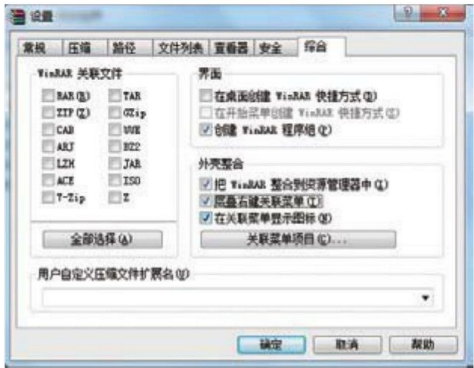 设置
常规 压缩 路径 文件列表 查看器 安全 综合
WinRAR 关联文件
RAR(R) TAR
ZIP(Z) GZip
CAB UUE
ARJ BZ2
LZH JAR
ACE ISO
7-Zip Z
全部选择(A)
界面
在桌面创建 WinRAR 快捷方式(D)
在开始菜单创建 WinRAR 快捷方式(S)
创建 WinRAR 程序组(P)
外壳整合
把 WinRAR 整合到资源管理器中(I)
层叠右键关联菜单(T)
在关联菜单显示图标(N)
关联菜单项目(C)...
用户自定义压缩文件扩展名(U)
确定 取消 帮助